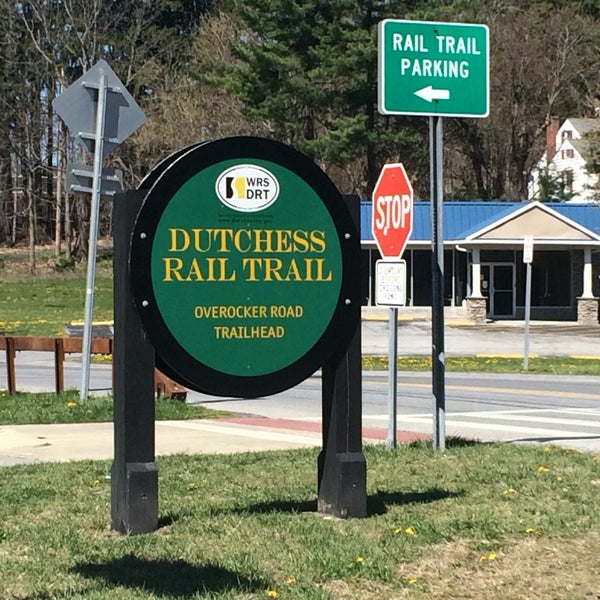 RAIL TRAIL
PARKING
WRS
DRT
DUTCHESS
RAIL TRAIL
OVEROCKER ROAD
TRAILHEAD
STOP